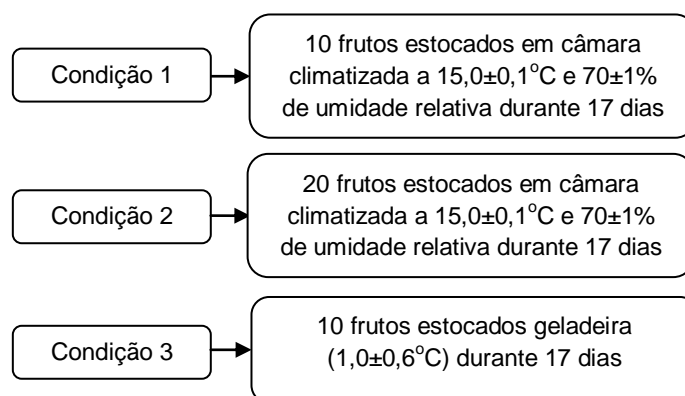 Condição 1
10 frutos estocados em câmara
climatizada a 15,0±0,1°C e 70±1%
de umidade relativa durante 17 dias
Condição 2
20 frutos estocados em câmara
climatizada a 15,0±0,1°C e 70±1%
de umidade relativa durante 17 dias
Condição 3
10 frutos estocados geladeira
(1,0±0,6°C) durante 17 dias